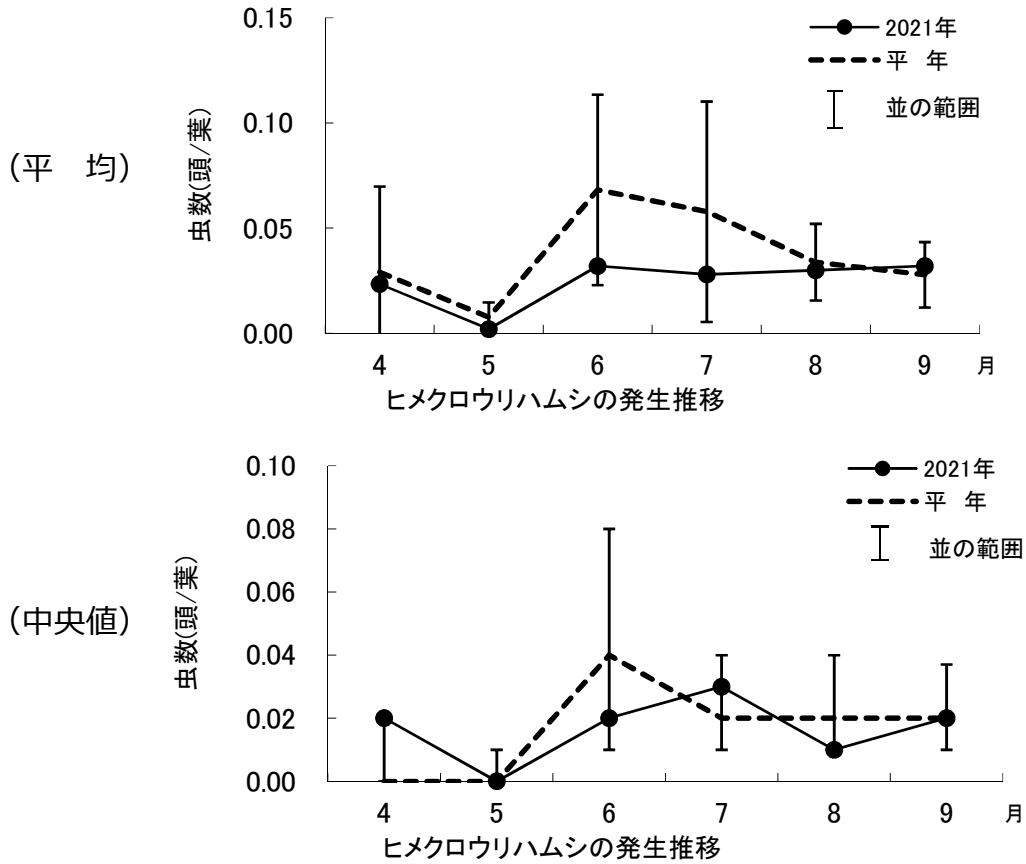 (平　均)
虫数(頭/葉)
0.15
0.10
0.05
0.00
2021年
平　年
並の範囲
4 5 6 7 8 9 月
ヒメクロウリハムシの発生推移
(中央値)
虫数(頭/葉)
0.10
0.08
0.06
0.04
0.02
0.00
2021年
平　年
並の範囲
4 5 6 7 8 9 月
ヒメクロウリハムシの発生推移